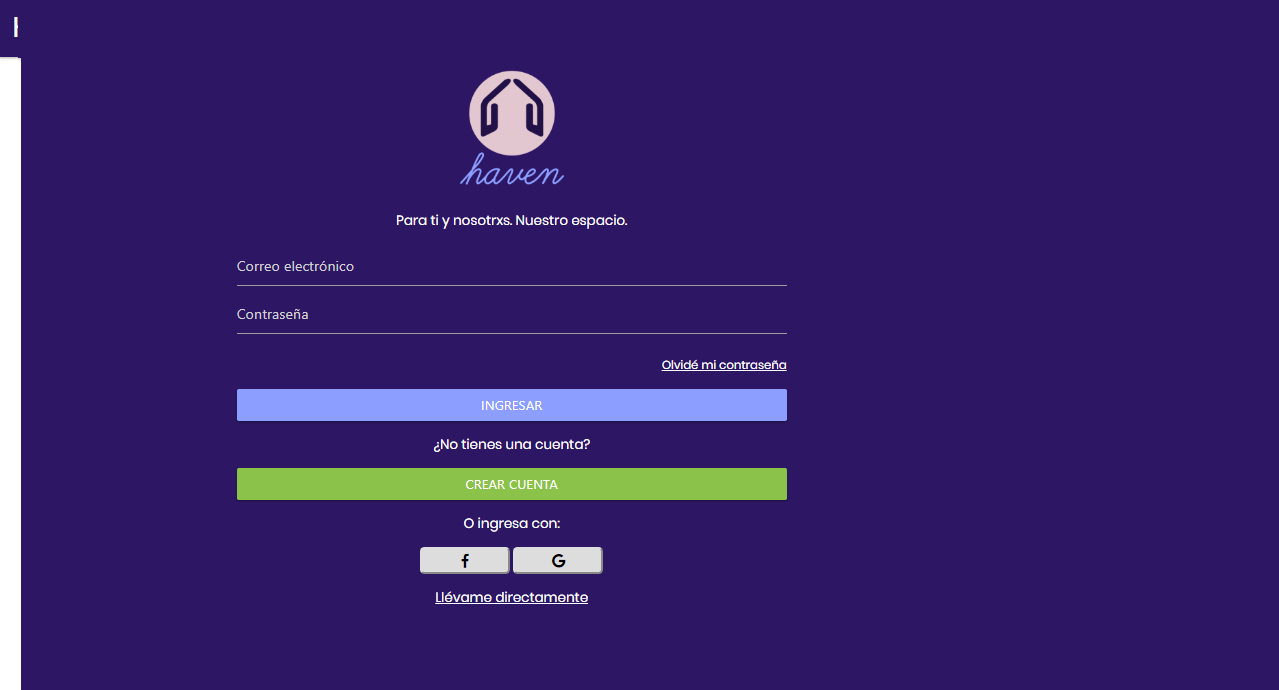 haven
Para ti y nosotrxs. Nuestro espacio.
Correo electrónico
Contraseña
Olvidé mi contraseña
INGRESAR
¿No tienes una cuenta?
CREAR CUENTA
O ingresa con:
f G
Llévame directamente